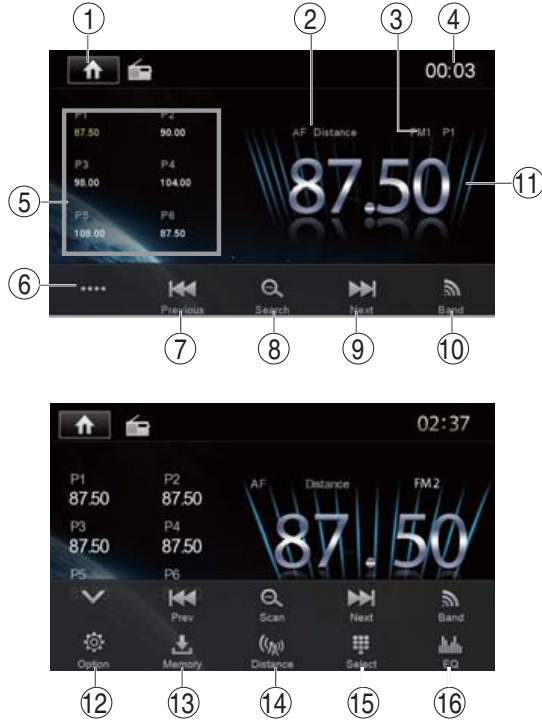 1 2 3 4
00:03
P1 P2
87.50 90.00
AF Distance FM1 P1
P3 P4
98.00 104.00
87.50
5 11
P5 P6
108.00 87.50
6 ••••
Previous Search Next Band
7 8 9 10
02:37
P1 P2
87.50 87.50
AF Distance FM2
P3 P4
87.50 87.50
87.50
P5 P6
Prev Scan Next Band
Option Memory Distance Select EQ
12 13 14 15 16